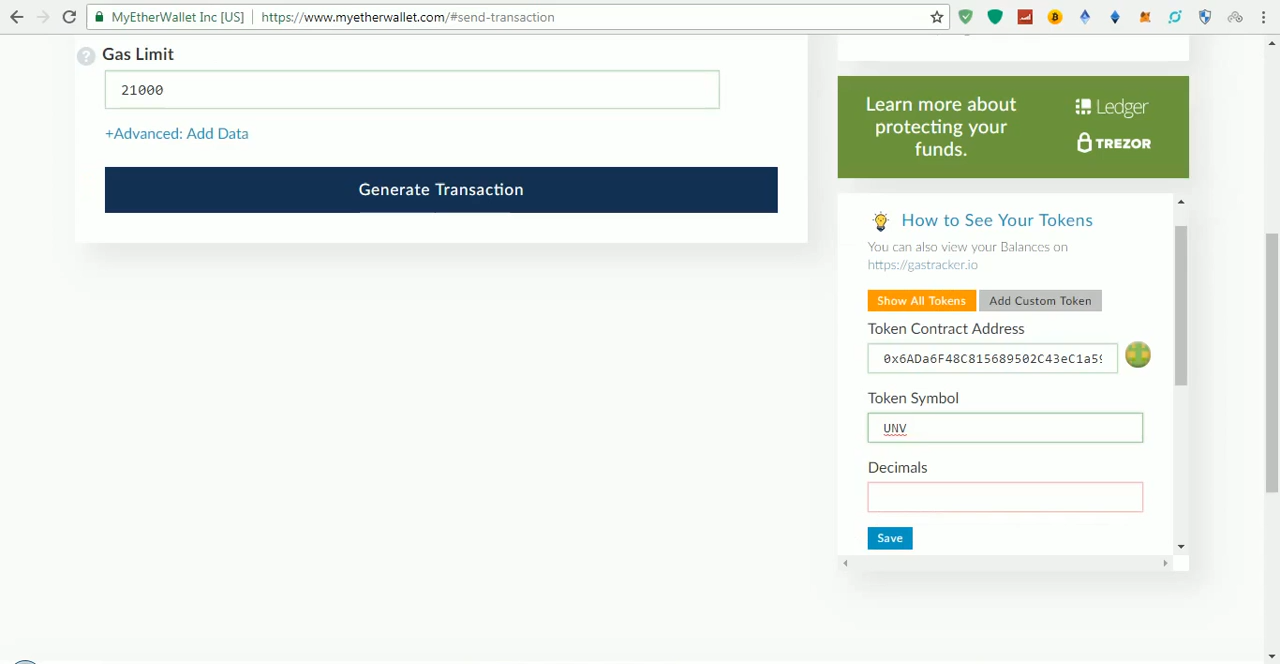 MyEtherWallet Inc [US]
https://www.myetherwallet.com/#send-transaction
? Gas Limit
21000
+Advanced: Add Data
Generate Transaction
Learn more about
protecting your
funds.
Ledger
TREZOR
How to See Your Tokens
You can also view your Balances on
https://gastracker.io
Show All Tokens
Add Custom Token
Token Contract Address
0x6ADa6F48C815689502C43eC1a59
Token Symbol
UNV
Decimals
Save